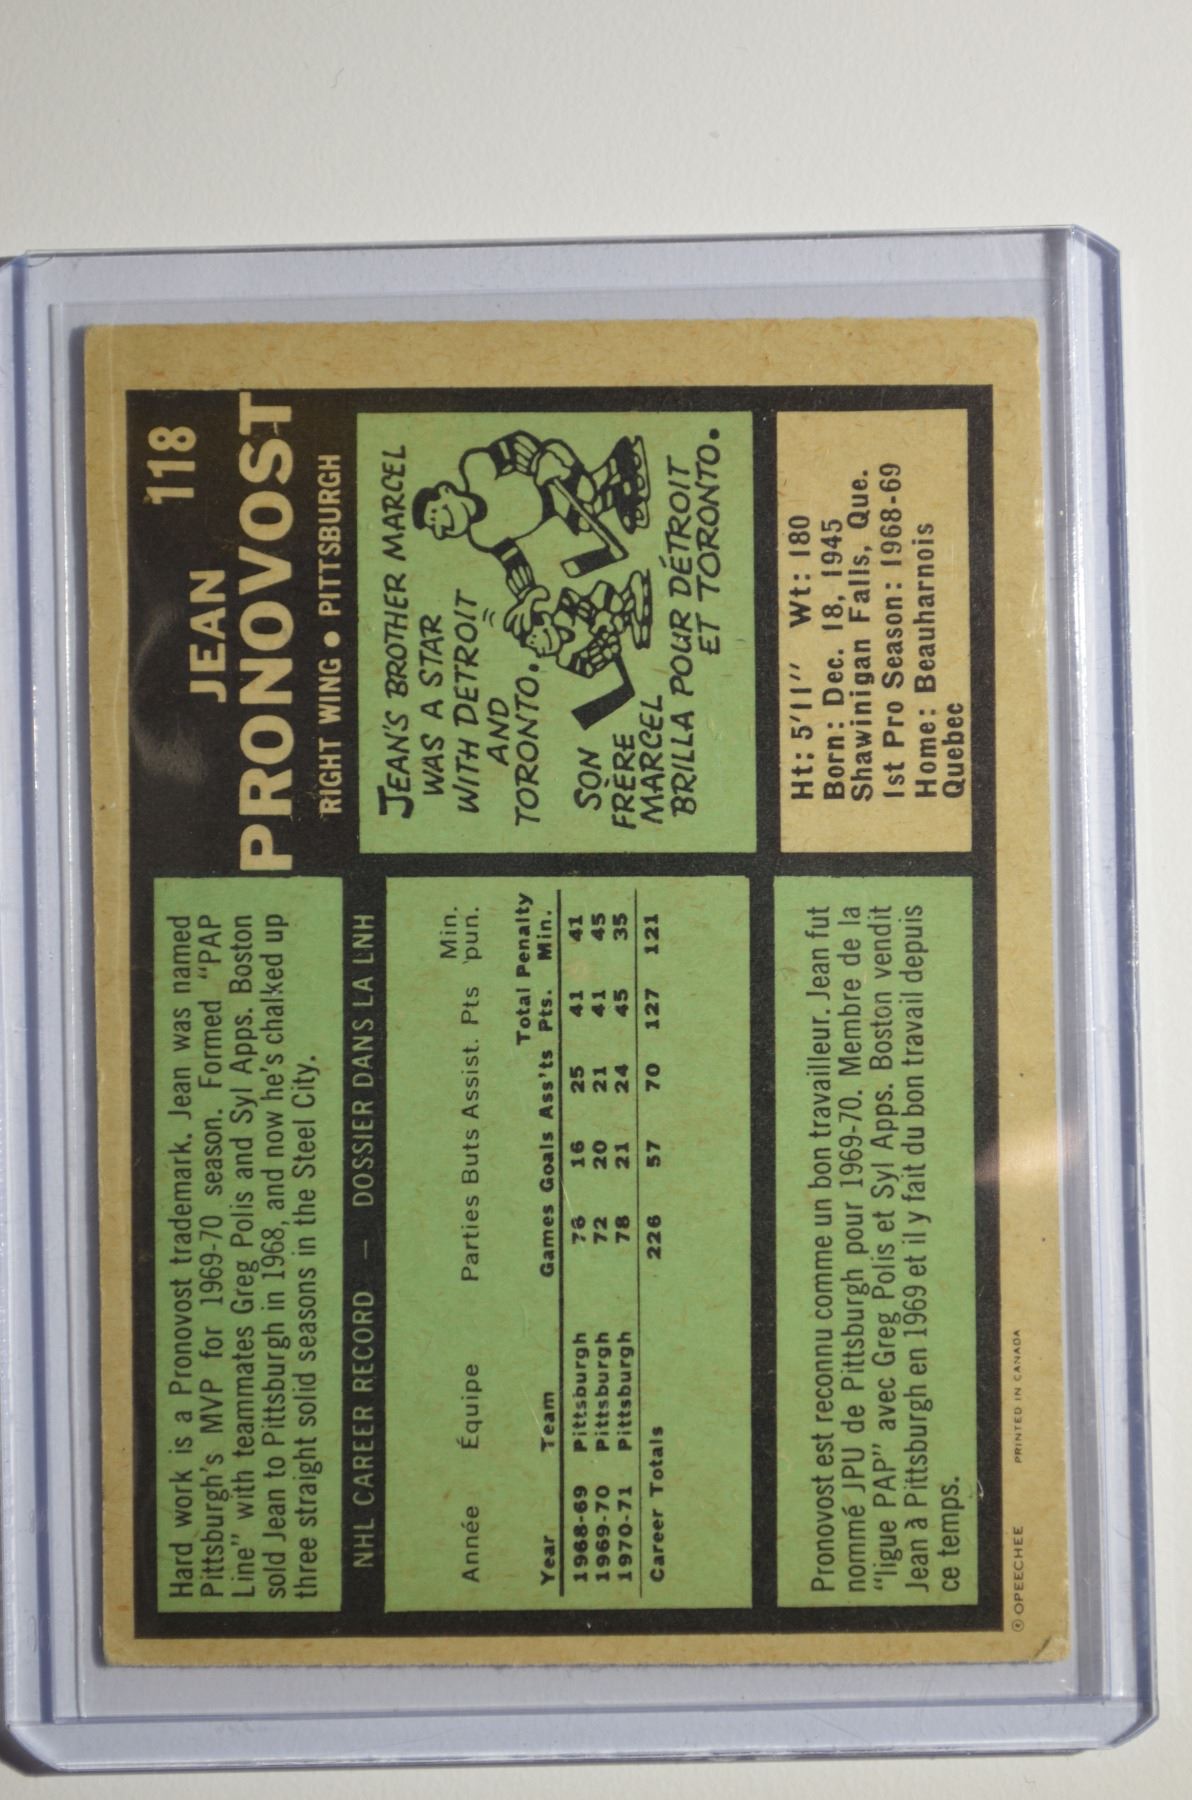 Hard work is a Pronovost trademark. Jean was named
Pittsburgh's MVP for 1969-70 season. Formed "PAP
Line" with teammates Greg Polis and Syl Apps. Boston
sold Jean to Pittsburgh in 1968, and now he's chalked up
three straight solid seasons in the Steel City.
118
JEAN
PRONOVOST
RIGHT WING • PITTSBURGH
NHL CAREER RECORD – DOSSIER DANS LA LNH
Année Équipe Parties Buts Assist. Pts Min. pun.
Year Team Games Goals Ass'ts Total Pts. Penalty Min.
1968-69 Pittsburgh 76 16 25 41 41
1969-70 Pittsburgh 72 20 21 41 45
1970-71 Pittsburgh 78 21 24 45 35
Career Totals 226 57 70 127 121
JEAN'S BROTHER MARCEL
WAS A STAR
WITH DETROIT
AND
TORONTO.
SON
FRÈRE
MARCEL
BRILLA POUR DÉTROIT
ET TORONTO.
Pronovost est reconnu comme un bon travailleur. Jean fut
nommé JPU de Pittsburgh pour 1969-70. Membre de la
"ligue PAP" avec Greg Polis et Syl Apps. Boston vendit
Jean à Pittsburgh en 1969 et il y fait du bon travail depuis
ce temps.
Ht: 5'11" Wt: 180
Born: Dec. 18, 1945
Shawinigan Falls, Que.
1st Pro Season: 1968-69
Home: Beauharnois
Quebec
© OPEECHEE PRINTED IN CANADA